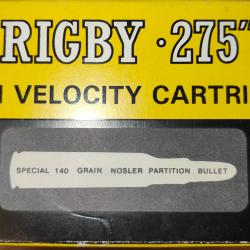 RIGBY · 275"
VELOCITY CARTRI
SPECIAL 140 GRAIN NOSLER PARTITION BULLET